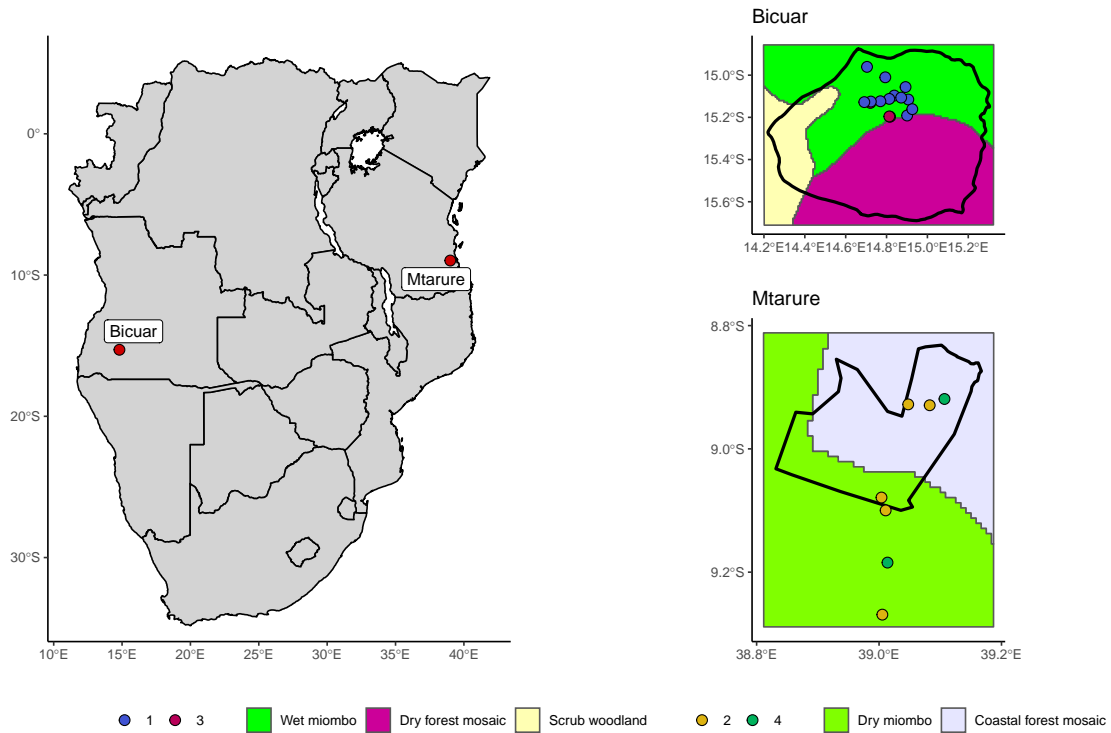 Bicuar
0°
10°S
20°S
30°S
10°E 15°E 20°E 25°E 30°E 35°E 40°E
Bicuar
Mtarure
15.0°S
15.2°S
15.4°S
15.6°S
14.2°E 14.4°E 14.6°E 14.8°E 15.0°E 15.2°E
Mtarure
8.8°S
9.0°S
9.2°S
38.8°E 39.0°E 39.2°E
1 3 Wet miombo Dry forest mosaic Scrub woodland 2 4 Dry miombo Coastal forest mosaic